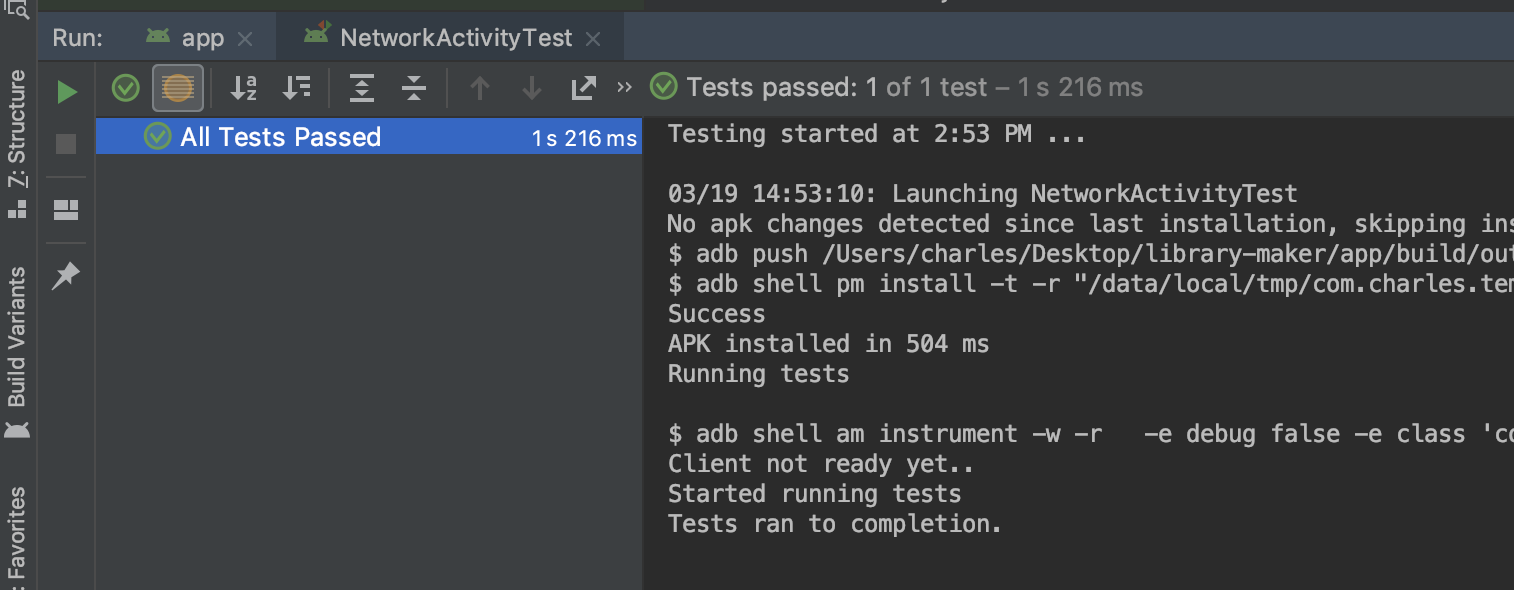 Run:
app
NetworkActivityTest
Tests passed: 1 of 1 test – 1 s 216 ms
All Tests Passed
1 s 216 ms
Testing started at 2:53 PM ...
03/19 14:53:10: Launching NetworkActivityTest
No apk changes detected since last installation, skipping ins
$ adb push /Users/charles/Desktop/library-maker/app/build/out
$ adb shell pm install -t -r "/data/local/tmp/com.charles.tem
Success
APK installed in 504 ms
Running tests
$ adb shell am instrument -w -r   -e debug false -e class 'co
Client not ready yet..
Started running tests
Tests ran to completion.
Z: Structure
Build Variants
: Favorites